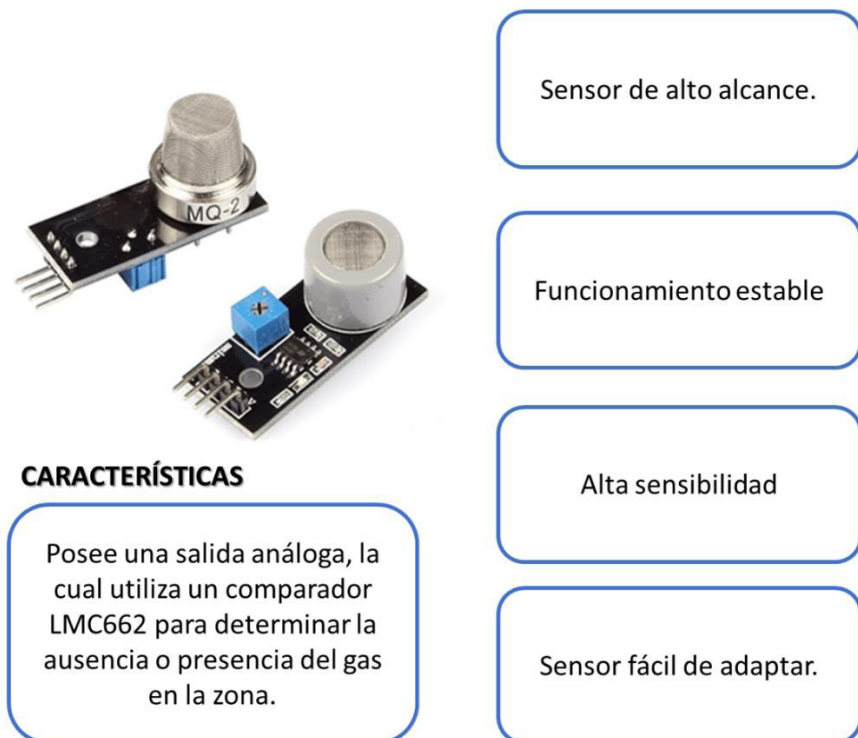 MQ-2
CARACTERÍSTICAS
Posee una salida análoga, la
cual utiliza un comparador
LMC662 para determinar la
ausencia o presencia del gas
en la zona.
Sensor de alto alcance.
Funcionamiento estable
Alta sensibilidad
Sensor fácil de adaptar.